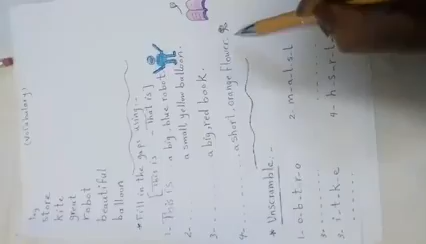 (vocabulary)
toy
store
kite
great
robot
beautiful
balloon
* Fill in the gaps using:-
[This is - That is]
1- This is a big blue robot.
2- ........ a small, yellow balloon.
3- ........ a big, red book.
4- ........ a short, orange flower.
* Unscramble:-
1- o-b-t-r-o
2- m-a-l-s-l
3- i-t-k-e
4- h-s-r-t-